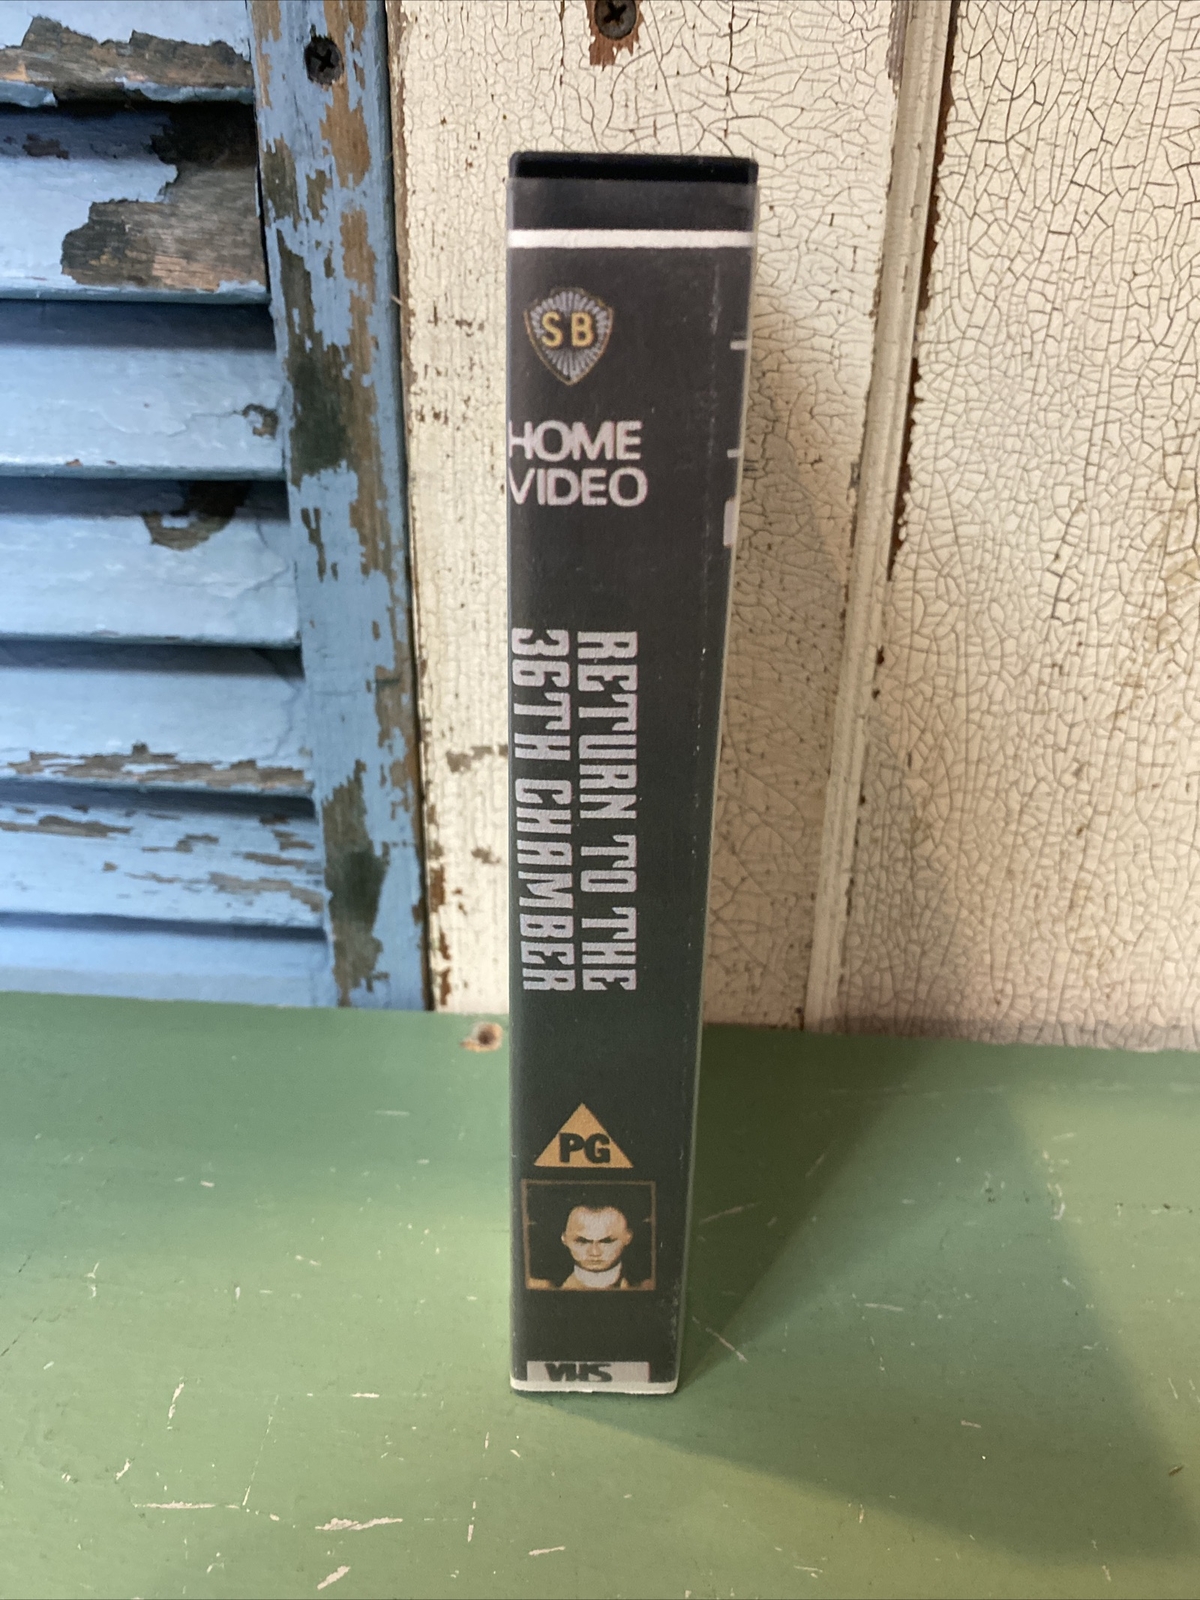 SB
HOME
VIDEO
RETURN TO THE
36TH CHAMBER
PG
VHS